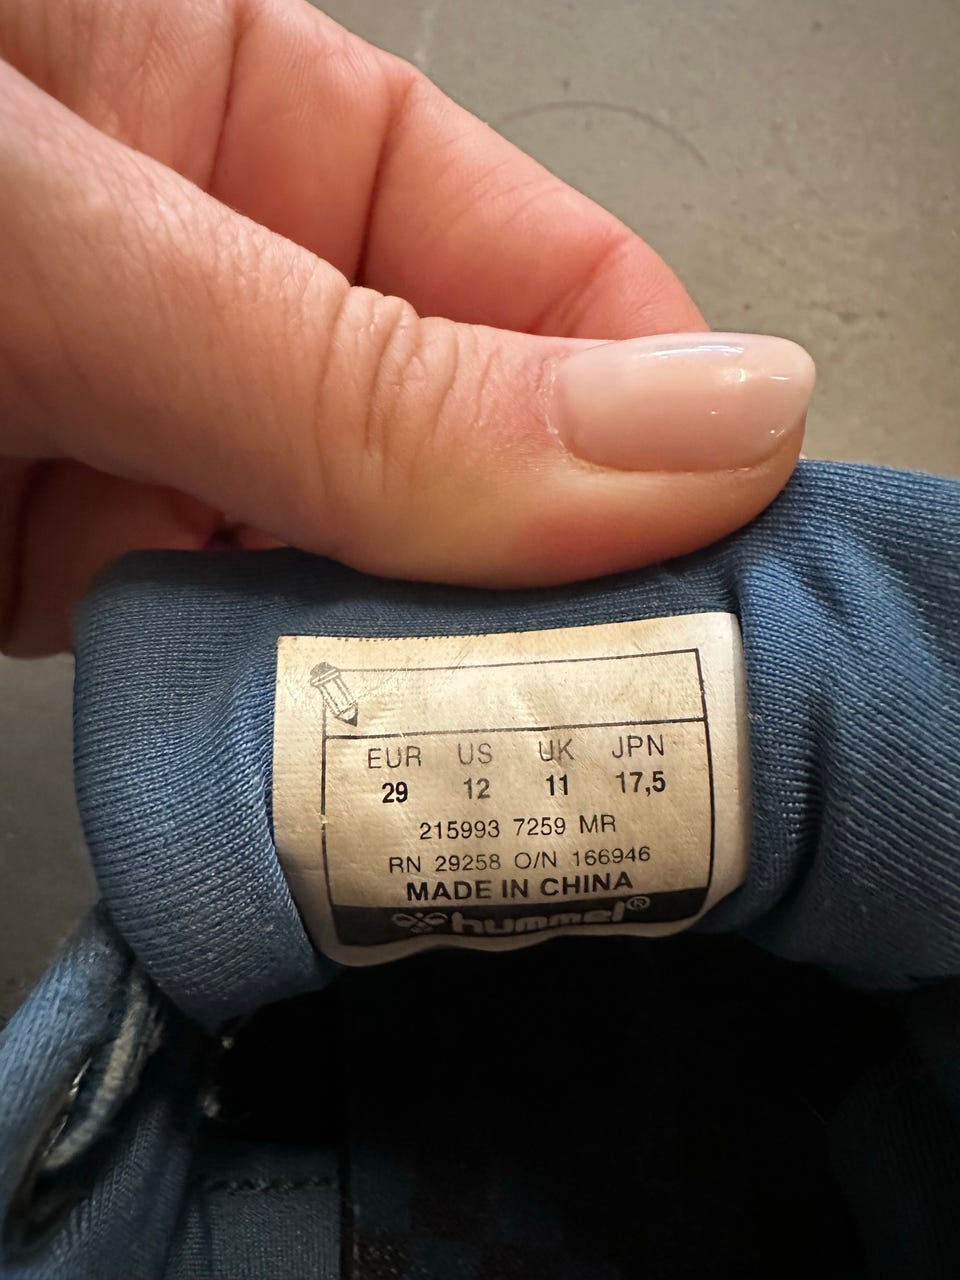 EUR US UK JPN
29 12 11 17,5
215993 7259 MR
RN 29258 O/N 166946
MADE IN CHINA
hummel®